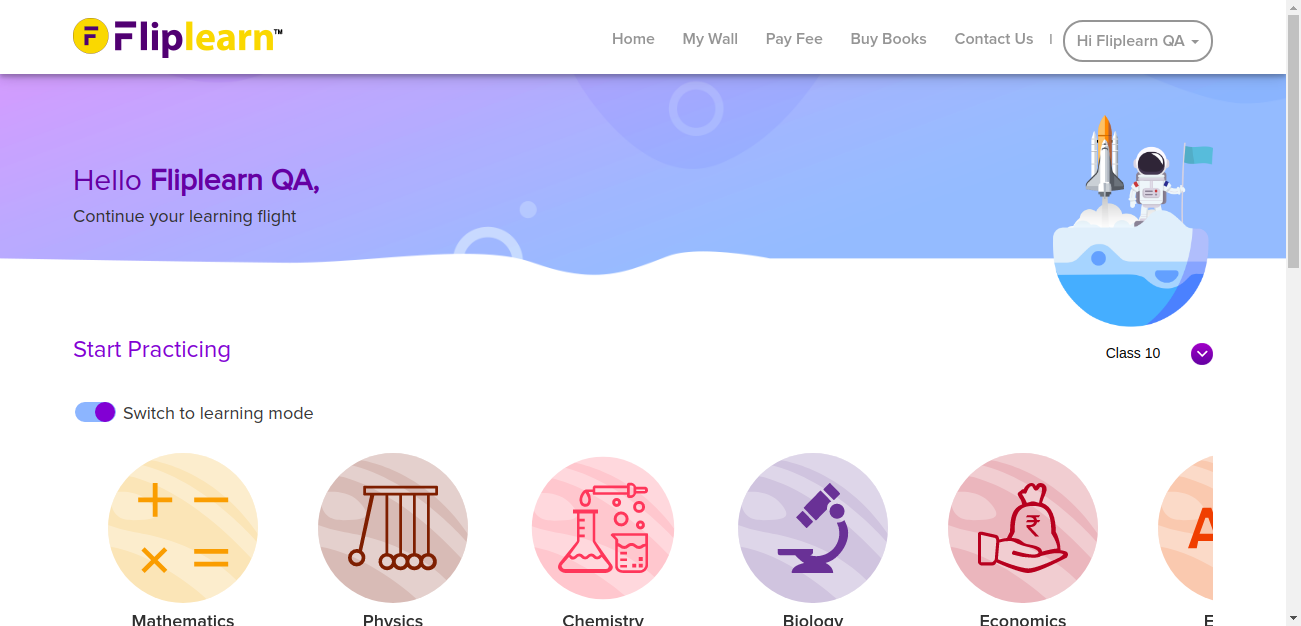 F Fliplearn™
Home My Wall Pay Fee Buy Books Contact Us | Hi Fliplearn QA
Hello Fliplearn QA,
Continue your learning flight
Start Practicing
Class 10
Switch to learning mode
Mathematics Physics Chemistry Biology Economics